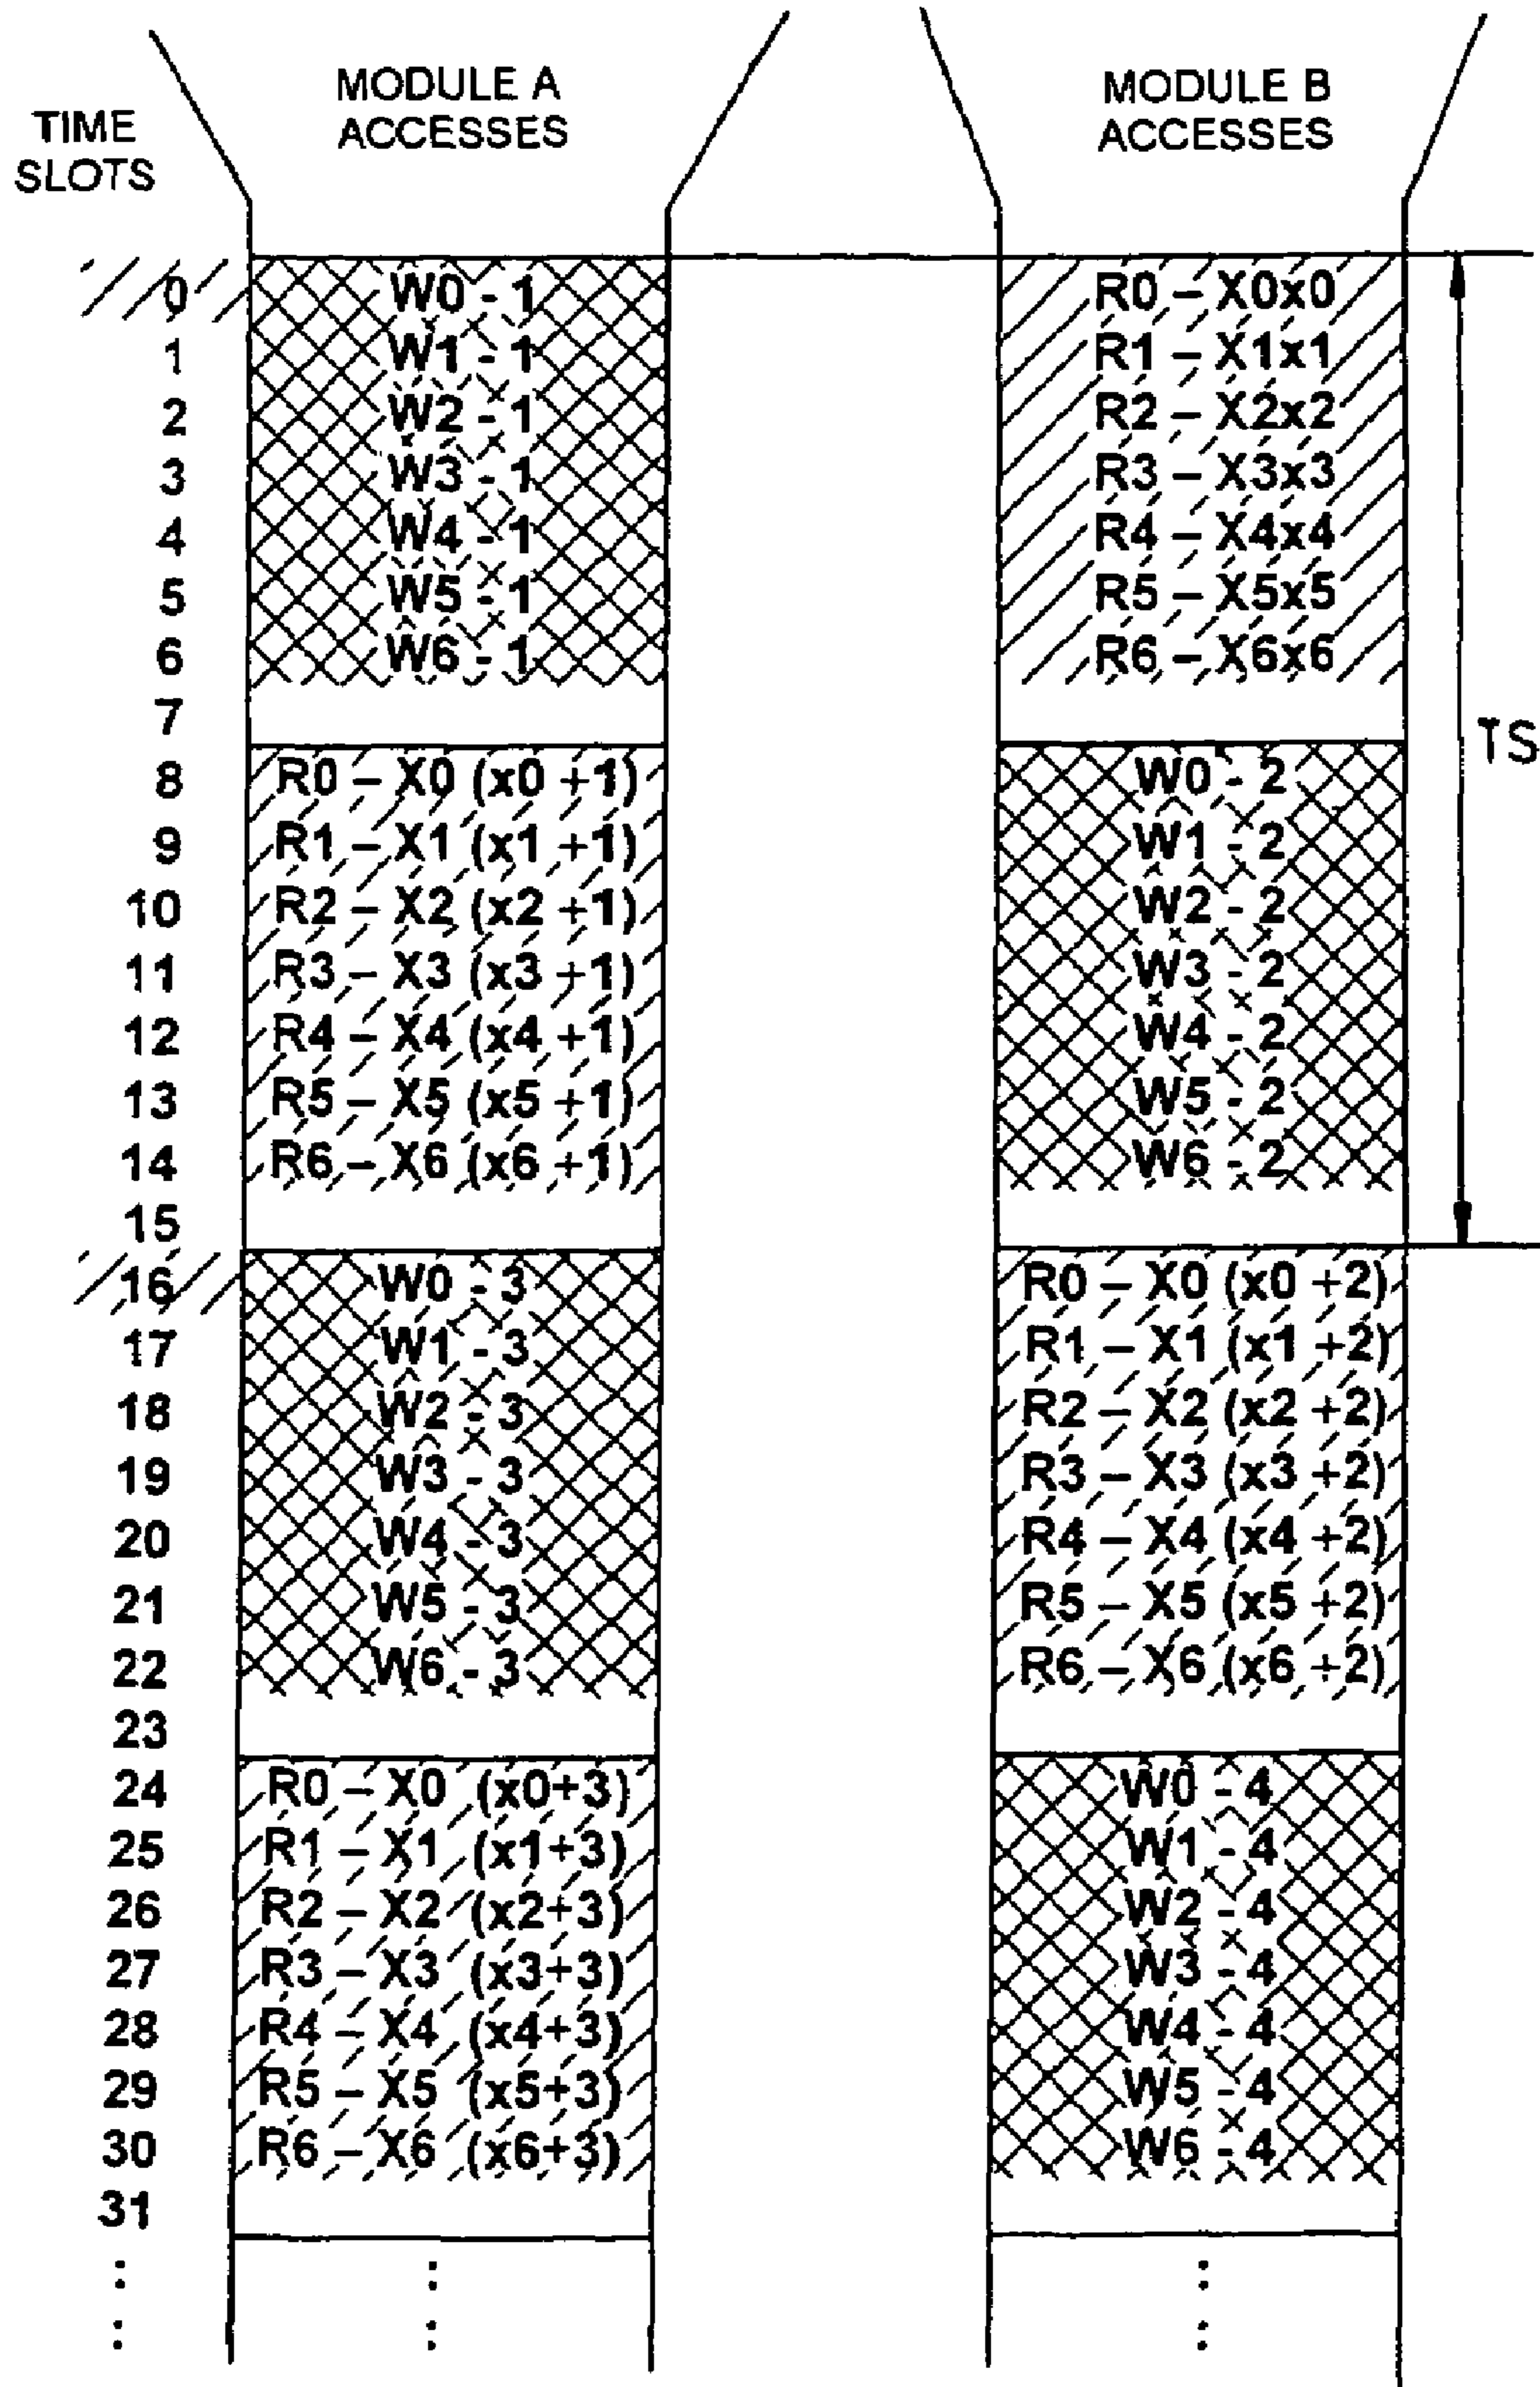 TIME
SLOTS
MODULE A
ACCESSES
MODULE B
ACCESSES
0 W0 - 1 R0 – X0x0
1 W1 - 1 R1 – X1x1
2 W2 - 1 R2 – X2x2
3 W3 - 1 R3 – X3x3
4 W4 - 1 R4 – X4x4
5 W5 - 1 R5 – X5x5
6 W6 - 1 R6 – X6x6
7
TS
8 R0 – X0 (x0 +1) W0 - 2
9 R1 – X1 (x1 +1) W1 - 2
10 R2 – X2 (x2 +1) W2 - 2
11 R3 – X3 (x3 +1) W3 - 2
12 R4 – X4 (x4 +1) W4 - 2
13 R5 – X5 (x5 +1) W5 - 2
14 R6 – X6 (x6 +1) W6 - 2
15
16 W0 - 3 R0 – X0 (x0 +2)
17 W1 - 3 R1 – X1 (x1 +2)
18 W2 - 3 R2 – X2 (x2 +2)
19 W3 - 3 R3 – X3 (x3 +2)
20 W4 - 3 R4 – X4 (x4 +2)
21 W5 - 3 R5 – X5 (x5 +2)
22 W6 - 3 R6 – X6 (x6 +2)
23
24 R0 – X0 (x0+3) W0 - 4
25 R1 – X1 (x1+3) W1 - 4
26 R2 – X2 (x2+3) W2 - 4
27 R3 – X3 (x3+3) W3 - 4
28 R4 – X4 (x4+3) W4 - 4
29 R5 – X5 (x5+3) W5 - 4
30 R6 – X6 (x6+3) W6 - 4
31
: : :
: : :